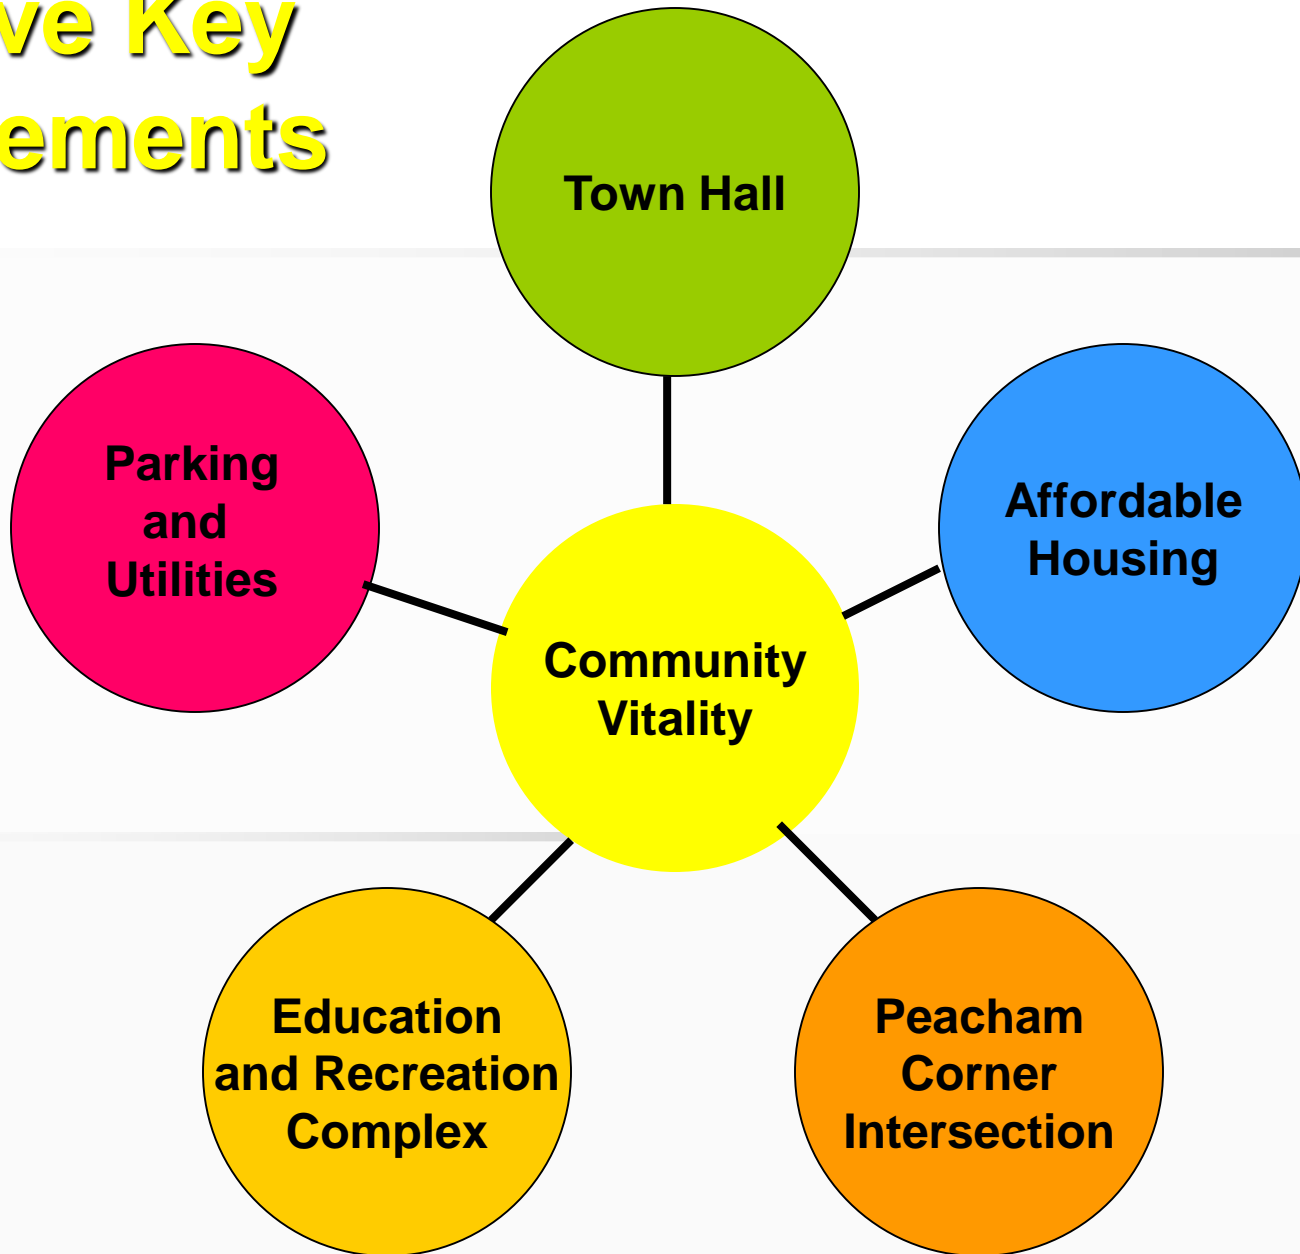 ve Key
ements
Town Hall
Parking
and
Utilities
Affordable
Housing
Community
Vitality
Education
and Recreation
Complex
Peacham
Corner
Intersection